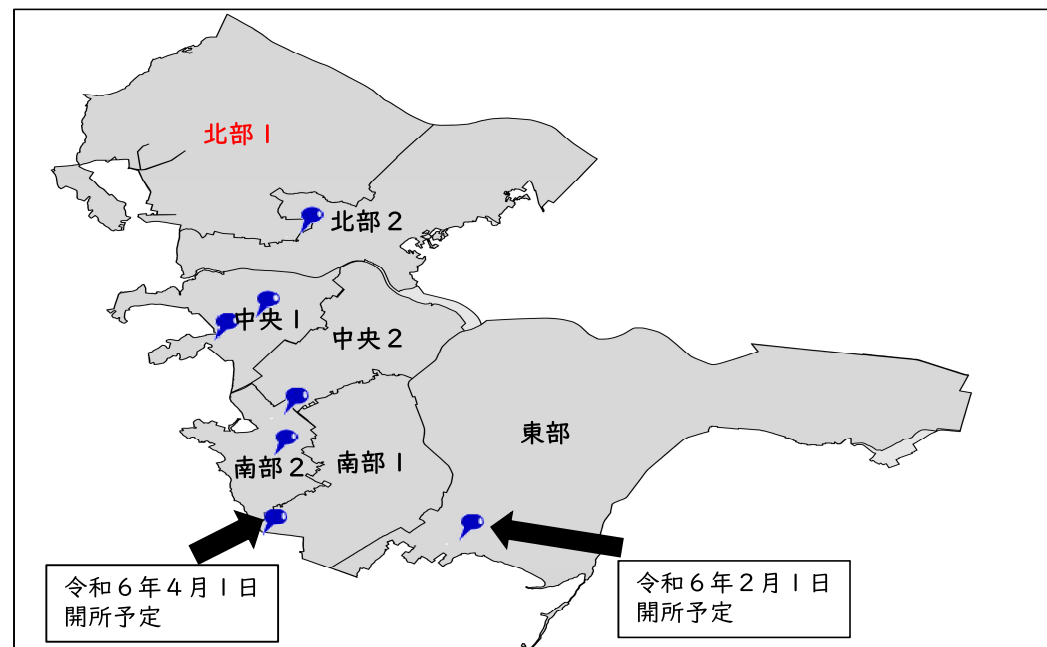 北部1
北部2
中央1
中央2
東部
南部2
南部1
令和6年4月1日
開所予定
令和6年2月1日
開所予定